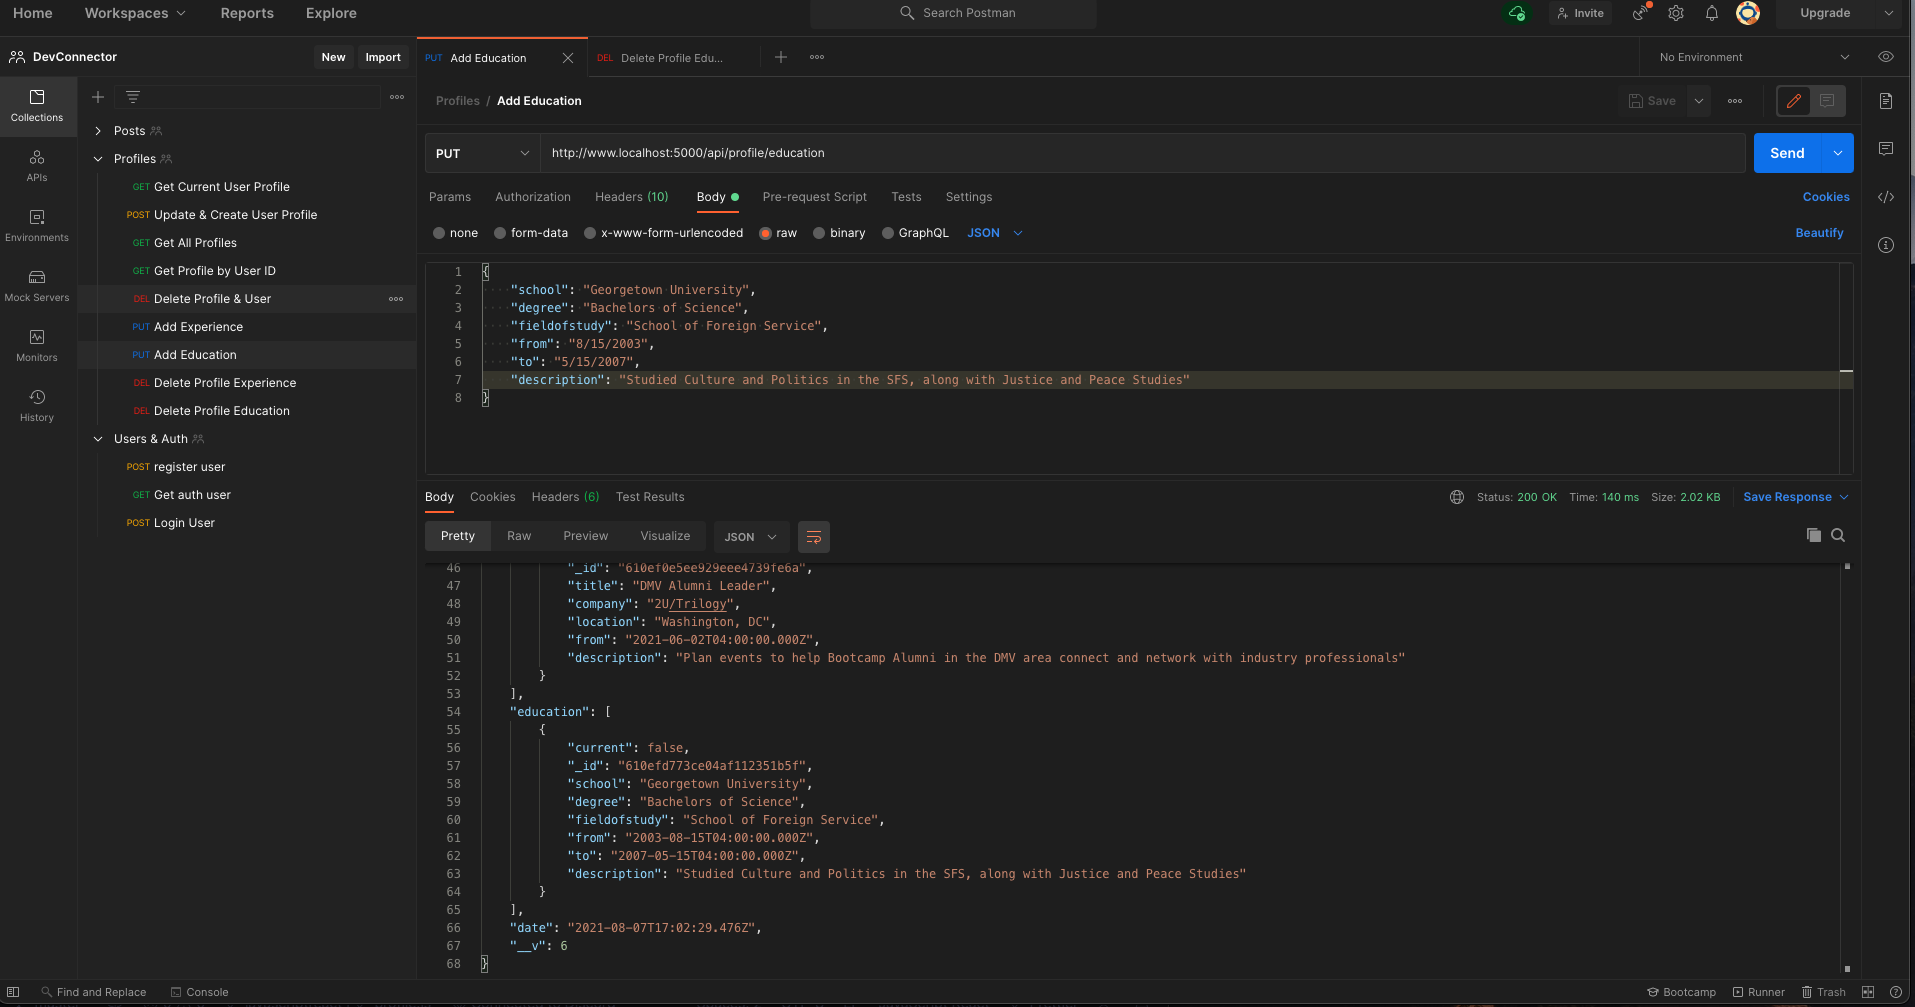 Home Workspaces Reports Explore Search Postman Invite Upgrade
DevConnector New Import PUT Add Education DEL Delete Profile Edu... No Environment
Profiles / Add Education Save
Collections
APIs
Environments
Mock Servers
Monitors
History
Posts
Profiles
GET Get Current User Profile
POST Update & Create User Profile
GET Get All Profiles
GET Get Profile by User ID
DEL Delete Profile & User
PUT Add Experience
PUT Add Education
DEL Delete Profile Experience
DEL Delete Profile Education
Users & Auth
POST register user
GET Get auth user
POST Login User
PUT http://www.localhost:5000/api/profile/education Send
Params Authorization Headers (10) Body Pre-request Script Tests Settings Cookies
none form-data x-www-form-urlencoded raw binary GraphQL JSON Beautify
1 {
2 "school": "Georgetown University",
3 "degree": "Bachelors of Science",
4 "fieldofstudy": "School of Foreign Service",
5 "from": "8/15/2003",
6 "to": "5/15/2007",
7 "description": "Studied Culture and Politics in the SFS, along with Justice and Peace Studies"
8 }
Body Cookies Headers (6) Test Results Status: 200 OK Time: 140 ms Size: 2.02 KB Save Response
Pretty Raw Preview Visualize JSON
46 "_id": "610ef0e5ee929eee4739fe6a",
47 "title": "DMV Alumni Leader",
48 "company": "2U/Trilogy",
49 "location": "Washington, DC",
50 "from": "2021-06-02T04:00:00.000Z",
51 "description": "Plan events to help Bootcamp Alumni in the DMV area connect and network with industry professionals"
52 }
53 ],
54 "education": [
55 {
56 "current": false,
57 "_id": "610efd773ce04af112351b5f",
58 "school": "Georgetown University",
59 "degree": "Bachelors of Science",
60 "fieldofstudy": "School of Foreign Service",
61 "from": "2003-08-15T04:00:00.000Z",
62 "to": "2007-05-15T04:00:00.000Z",
63 "description": "Studied Culture and Politics in the SFS, along with Justice and Peace Studies"
64 }
65 ],
66 "date": "2021-08-07T17:02:29.476Z",
67 "__v": 6
68 }
Find and Replace Console Bootcamp Runner Trash